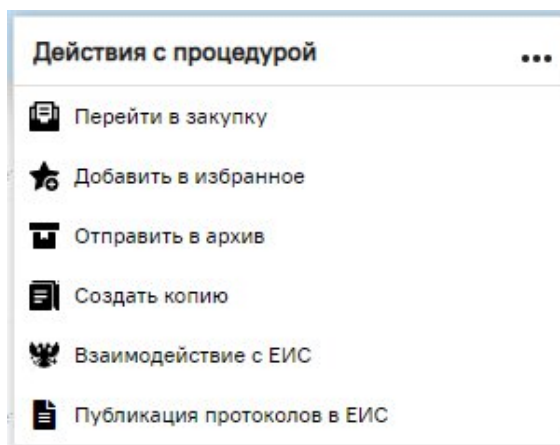 Действия с процедурой
Перейти в закупку
Добавить в избранное
Отправить в архив
Создать копию
Взаимодействие с ЕИС
Публикация протоколов в ЕИС